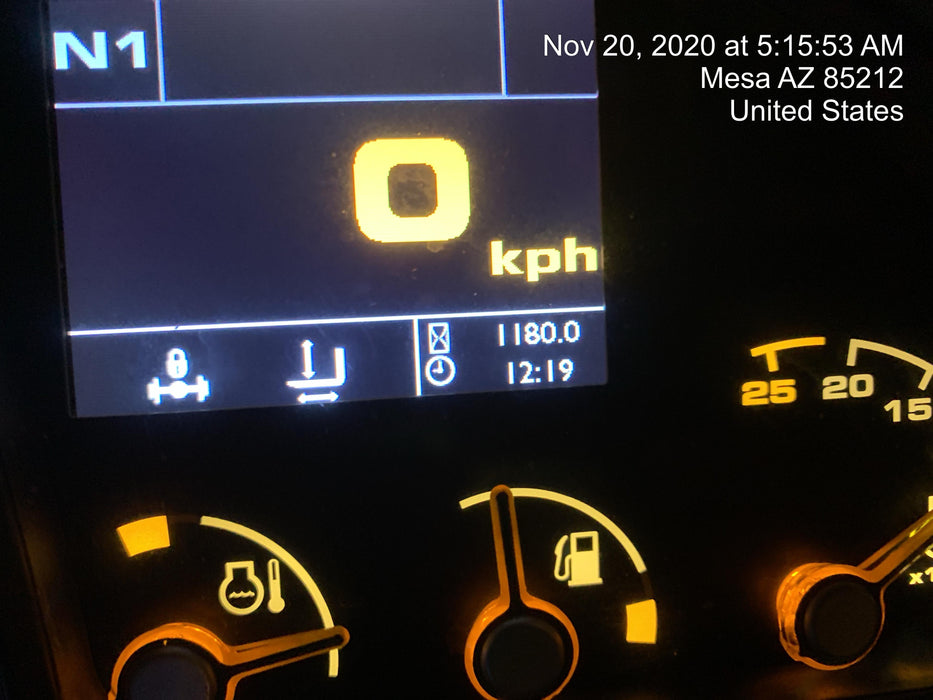 N1
Nov 20, 2020 at 5:15:53 AM
Mesa AZ 85212
United States
0
kph
1180.0
12:19
25
20
15